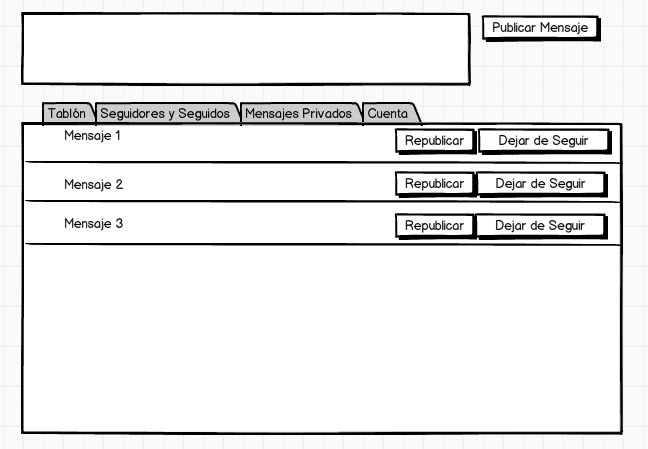 Publicar Mensaje
Tablón Seguidores y Seguidos Mensajes Privados Cuenta
Mensaje 1 Republicar Dejar de Seguir
Mensaje 2 Republicar Dejar de Seguir
Mensaje 3 Republicar Dejar de Seguir